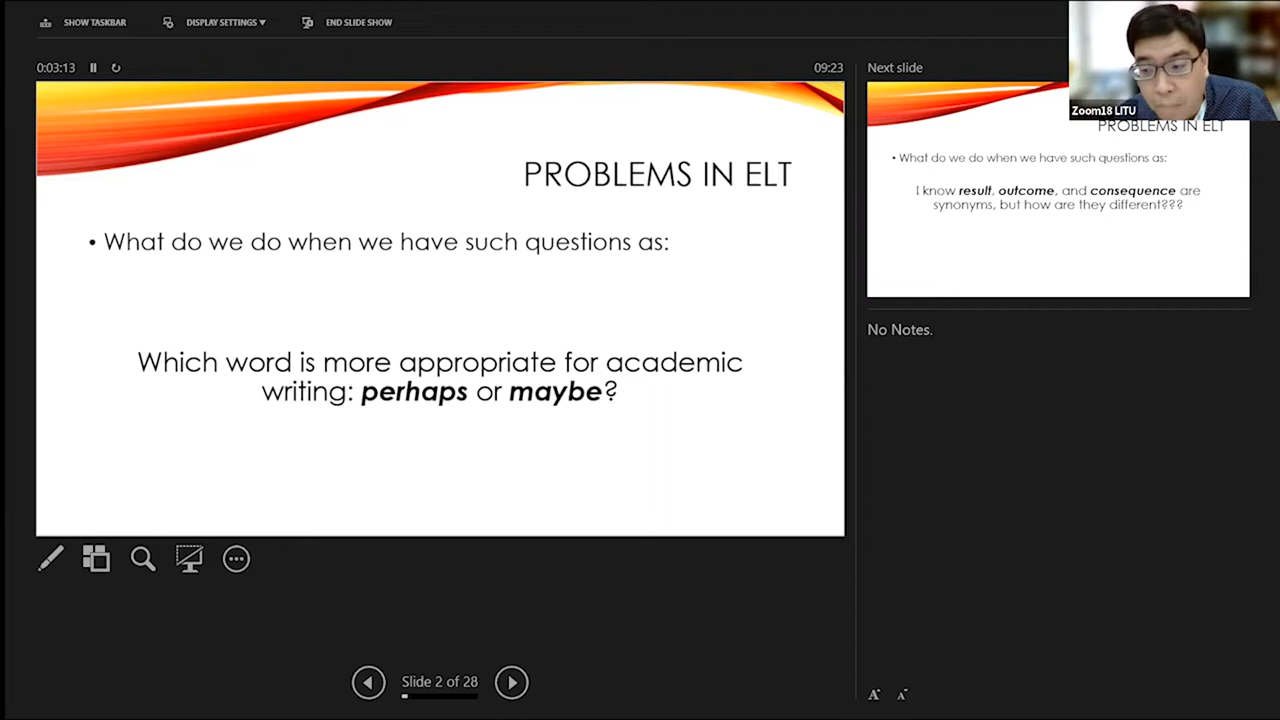 SHOW TASKBAR
DISPLAY SETTINGS ▼
END SLIDE SHOW
0:03:13
09:23
Next slide
Zoom18 LITU
PROBLEMS IN ELT
• What do we do when we have such questions as:
Which word is more appropriate for academic
writing: perhaps or maybe?
PROBLEMS IN ELT
• What do we do when we have such questions as:
I know result, outcome, and consequence are
synonyms, but how are they different???
No Notes.
Slide 2 of 28
A A